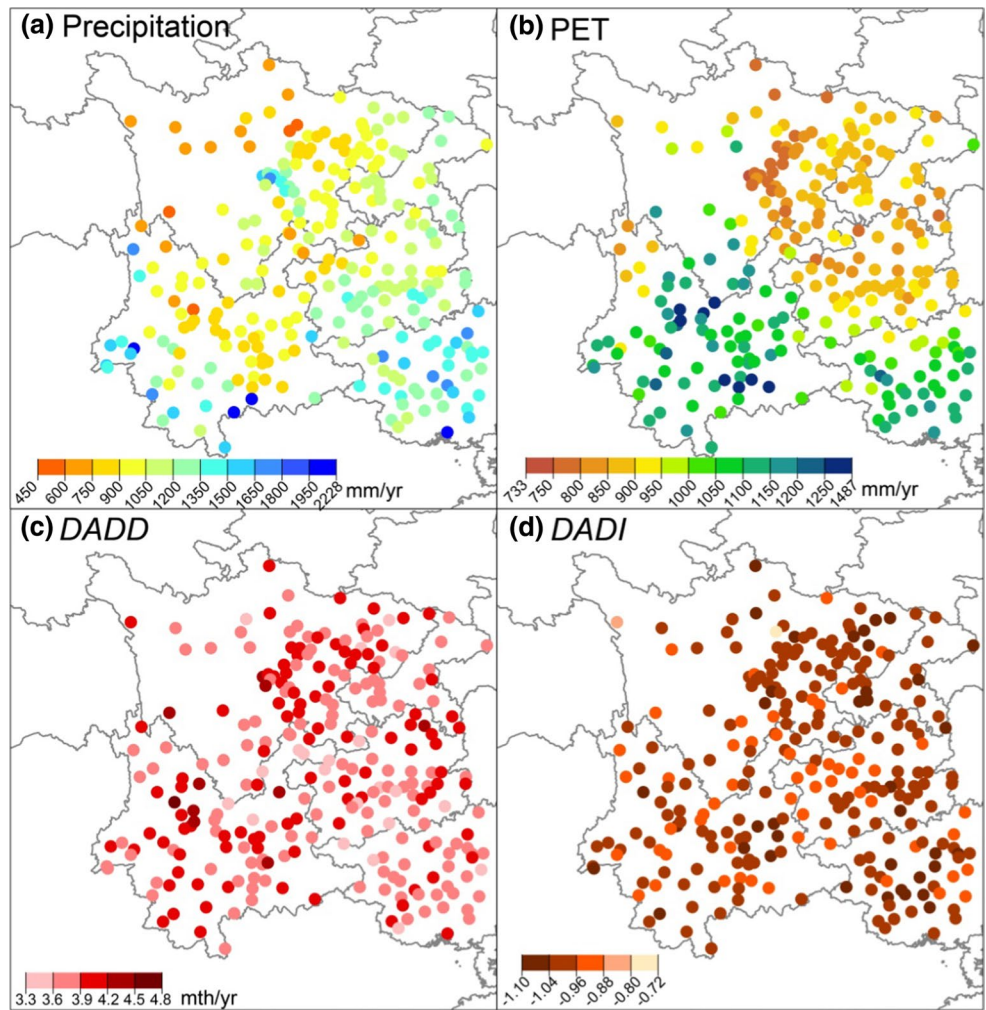 (a) Precipitation
450 600 750 900 1050 1200 1350 1500 1650 1800 1950 2228 mm/yr
(b) PET
733 750 800 850 900 950 1000 1050 1100 1150 1200 1250 1487 mm/yr
(c) DADD
3.3 3.6 3.9 4.2 4.5 4.8 mth/yr
(d) DADI
-1.10 -1.04 -0.96 -0.88 -0.80 -0.72